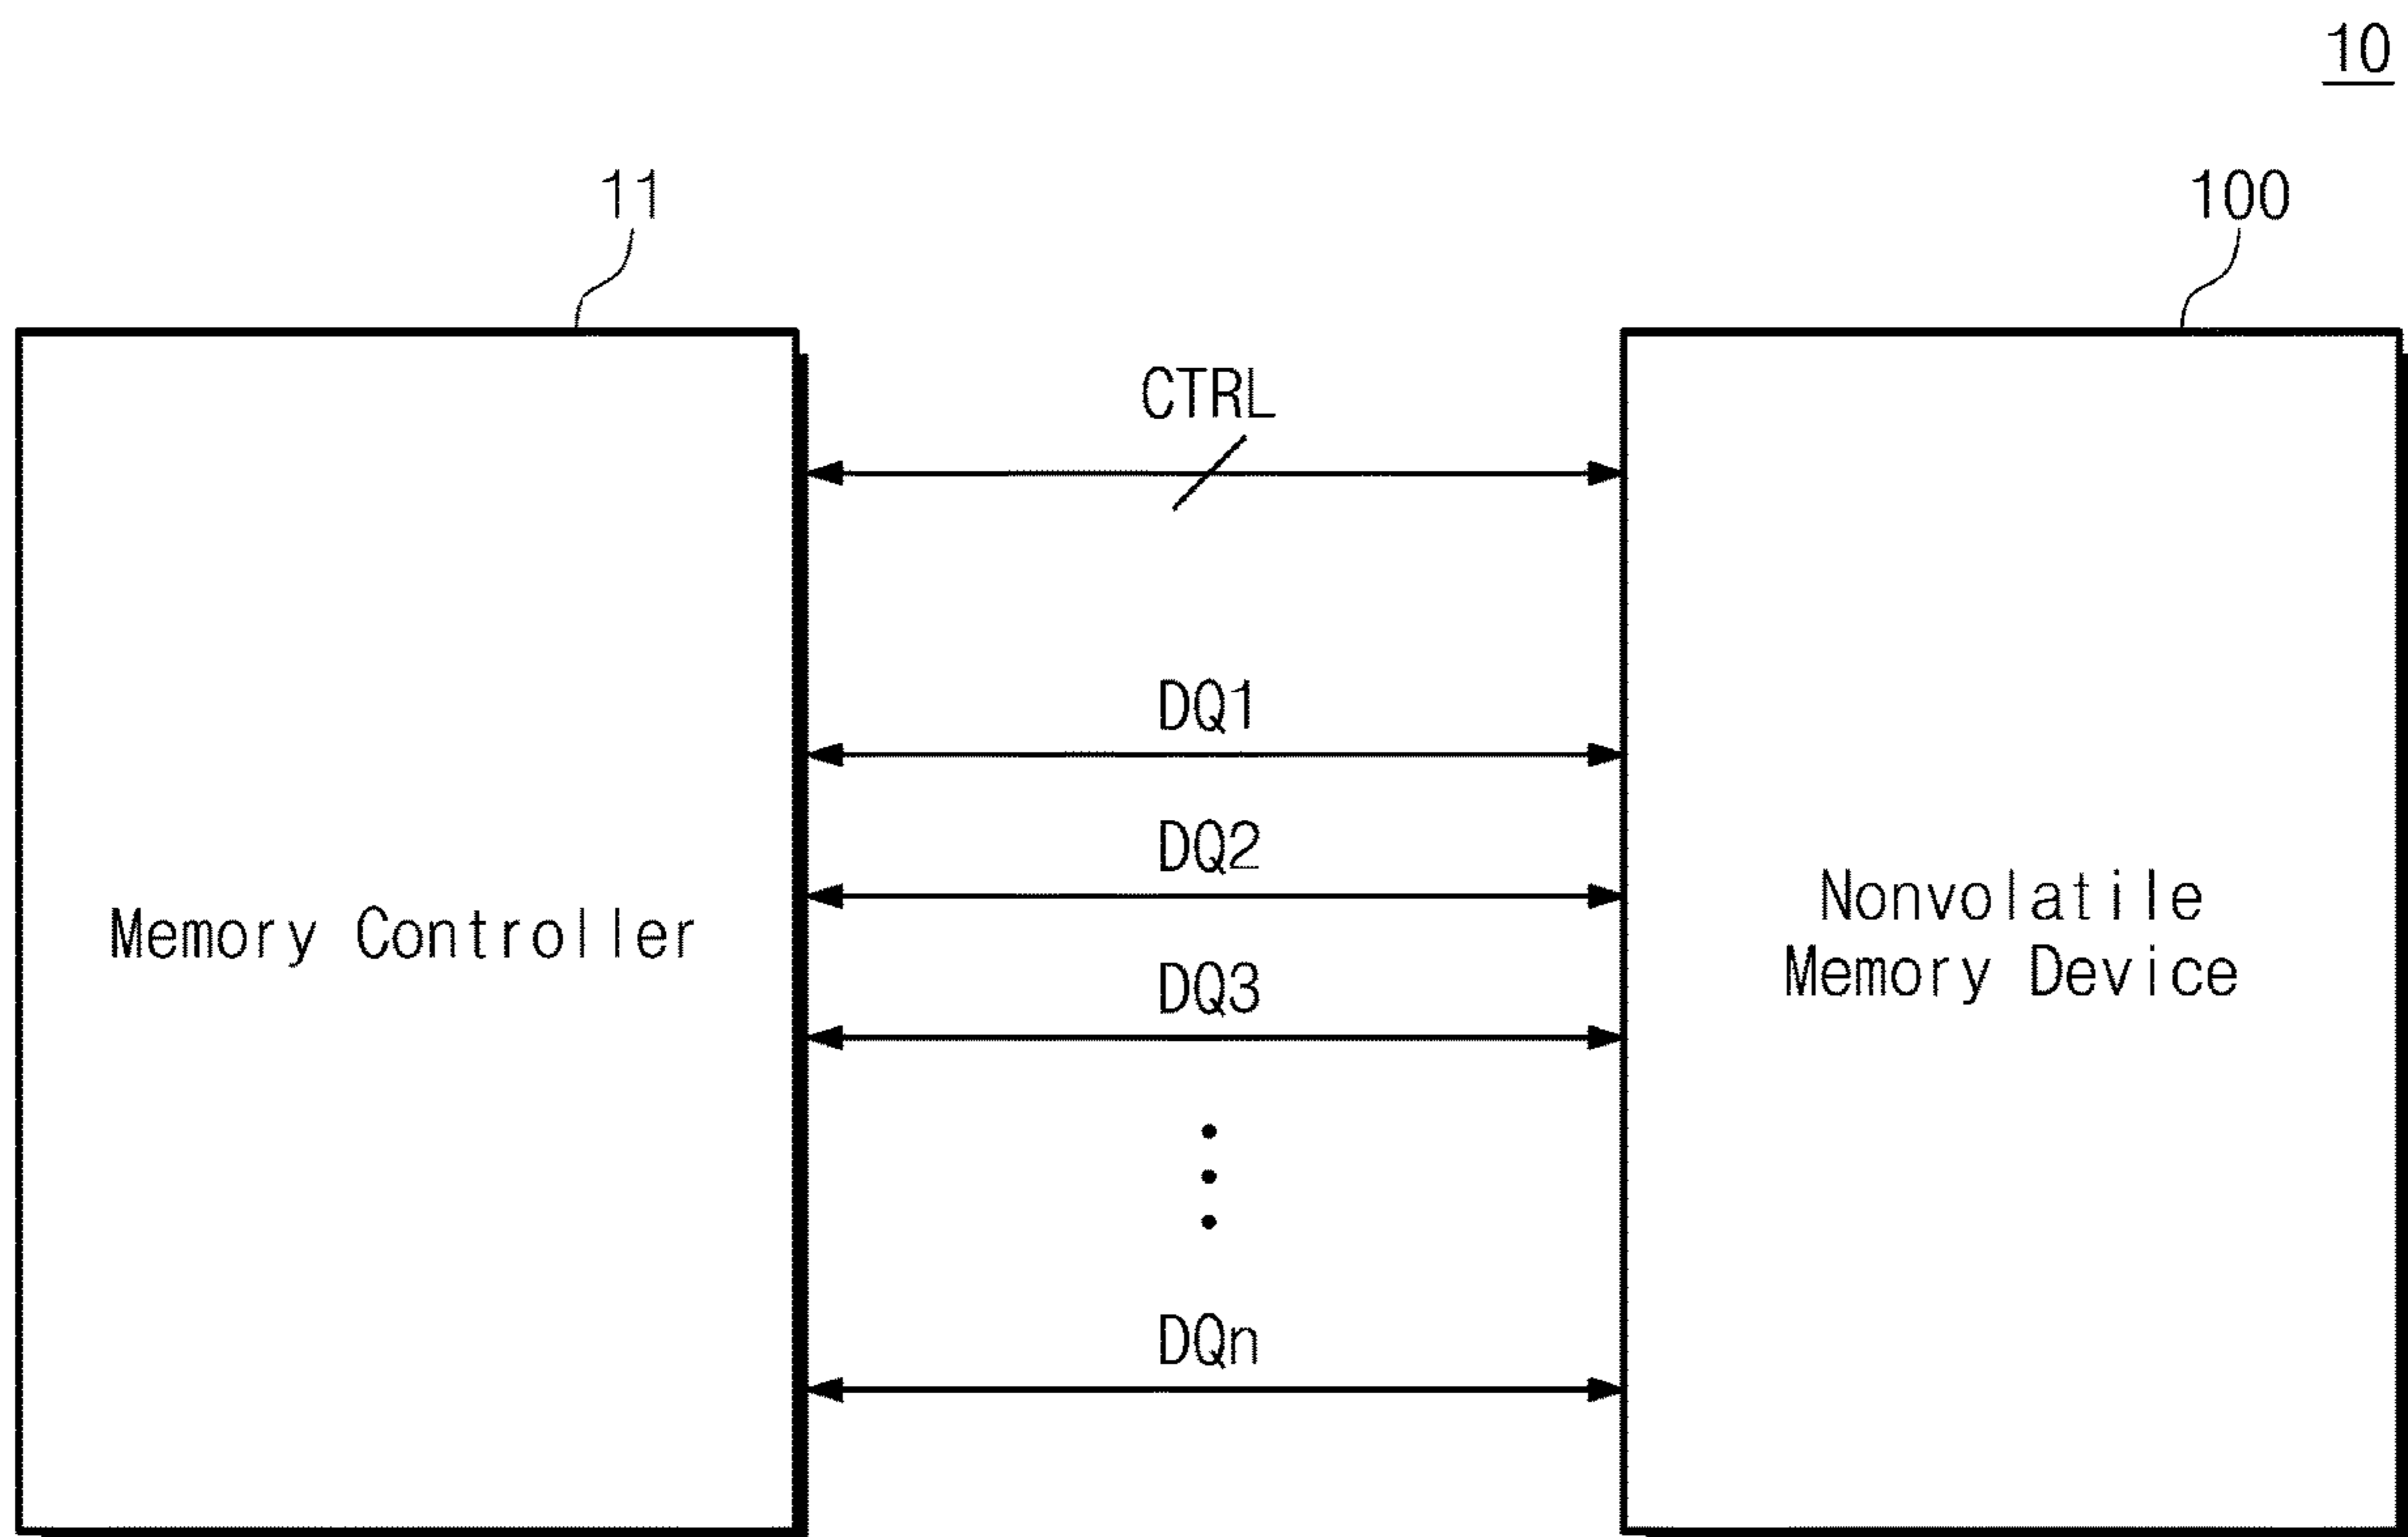 10
11
100
CTRL
DQ1
DQ2
DQ3
DQn
Memory Controller
Nonvolatile
Memory Device